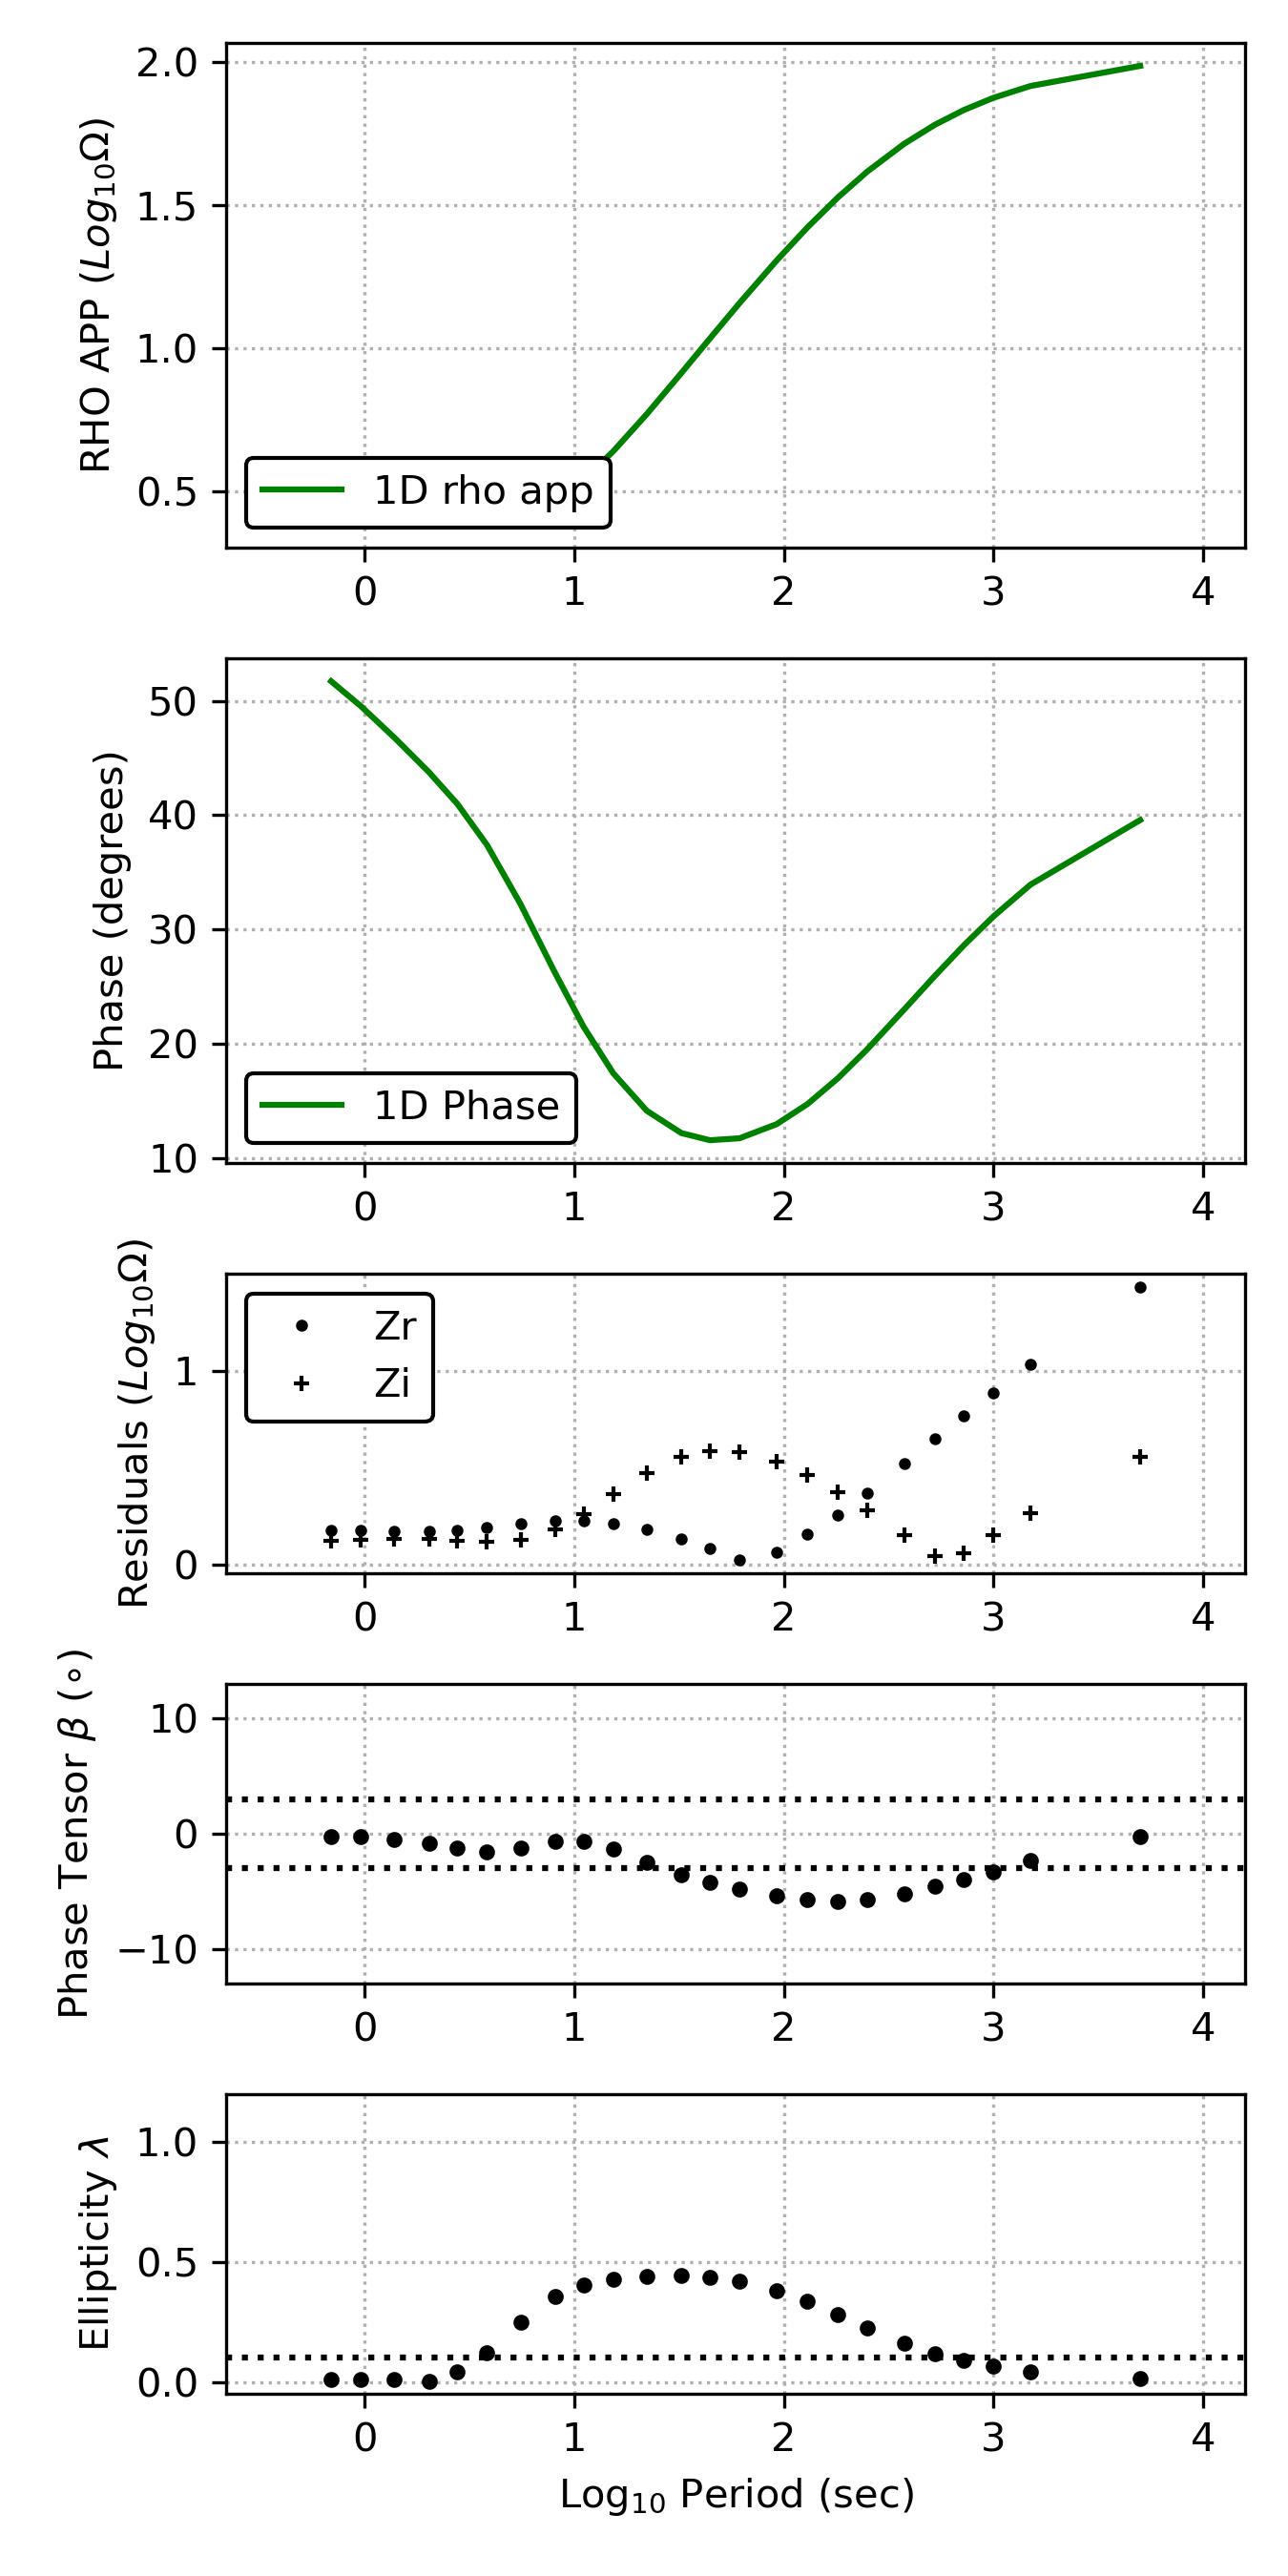 2.0
1.5
1.0
0.5
RHO APP (Log10Ω)
1D rho app
0 1 2 3 4
50
40
30
20
10
Phase (degrees)
1D Phase
0 1 2 3 4
1
0
Residuals (Log10Ω)
Zr
Zi
0 1 2 3 4
10
0
−10
Phase Tensor β (∘)
0 1 2 3 4
1.0
0.5
0.0
Ellipticity λ
0 1 2 3 4
Log10 Period (sec)